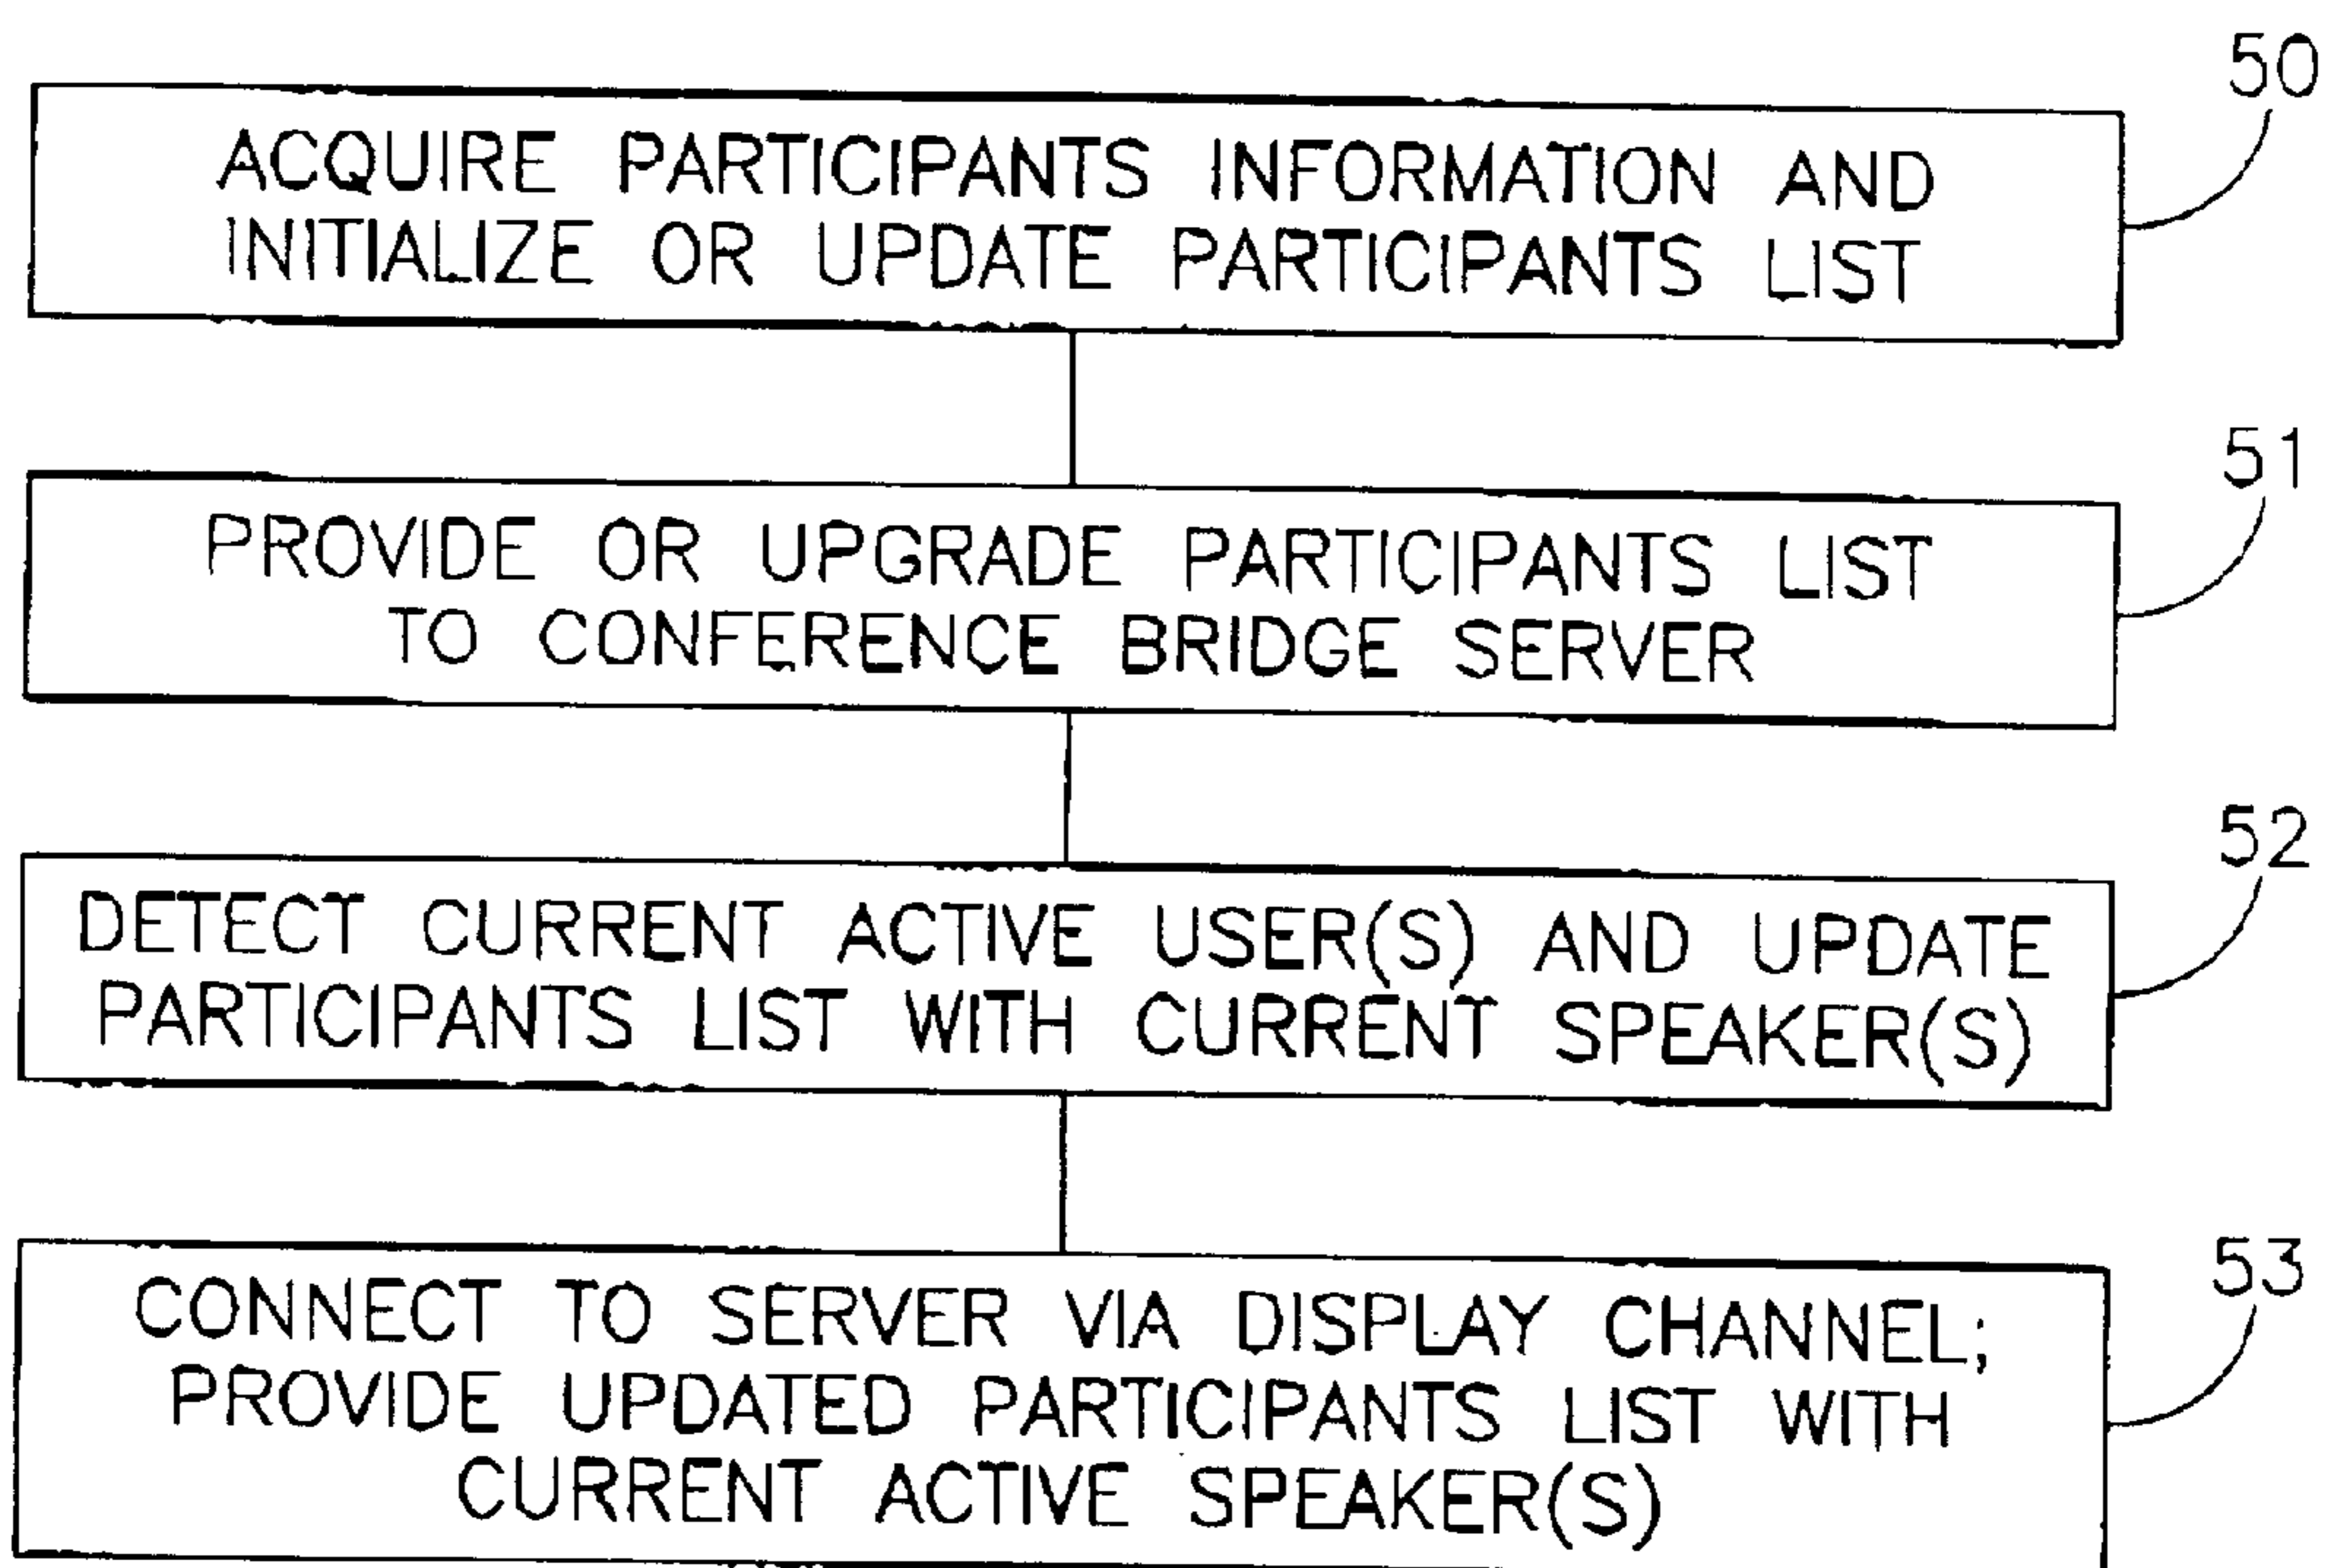 50
ACQUIRE PARTICIPANTS INFORMATION AND
INITIALIZE OR UPDATE PARTICIPANTS LIST
51
PROVIDE OR UPGRADE PARTICIPANTS LIST
TO CONFERENCE BRIDGE SERVER
52
DETECT CURRENT ACTIVE USER(S) AND UPDATE
PARTICIPANTS LIST WITH CURRENT SPEAKER(S)
53
CONNECT TO SERVER VIA DISPLAY CHANNEL;
PROVIDE UPDATED PARTICIPANTS LIST WITH
CURRENT ACTIVE SPEAKER(S)